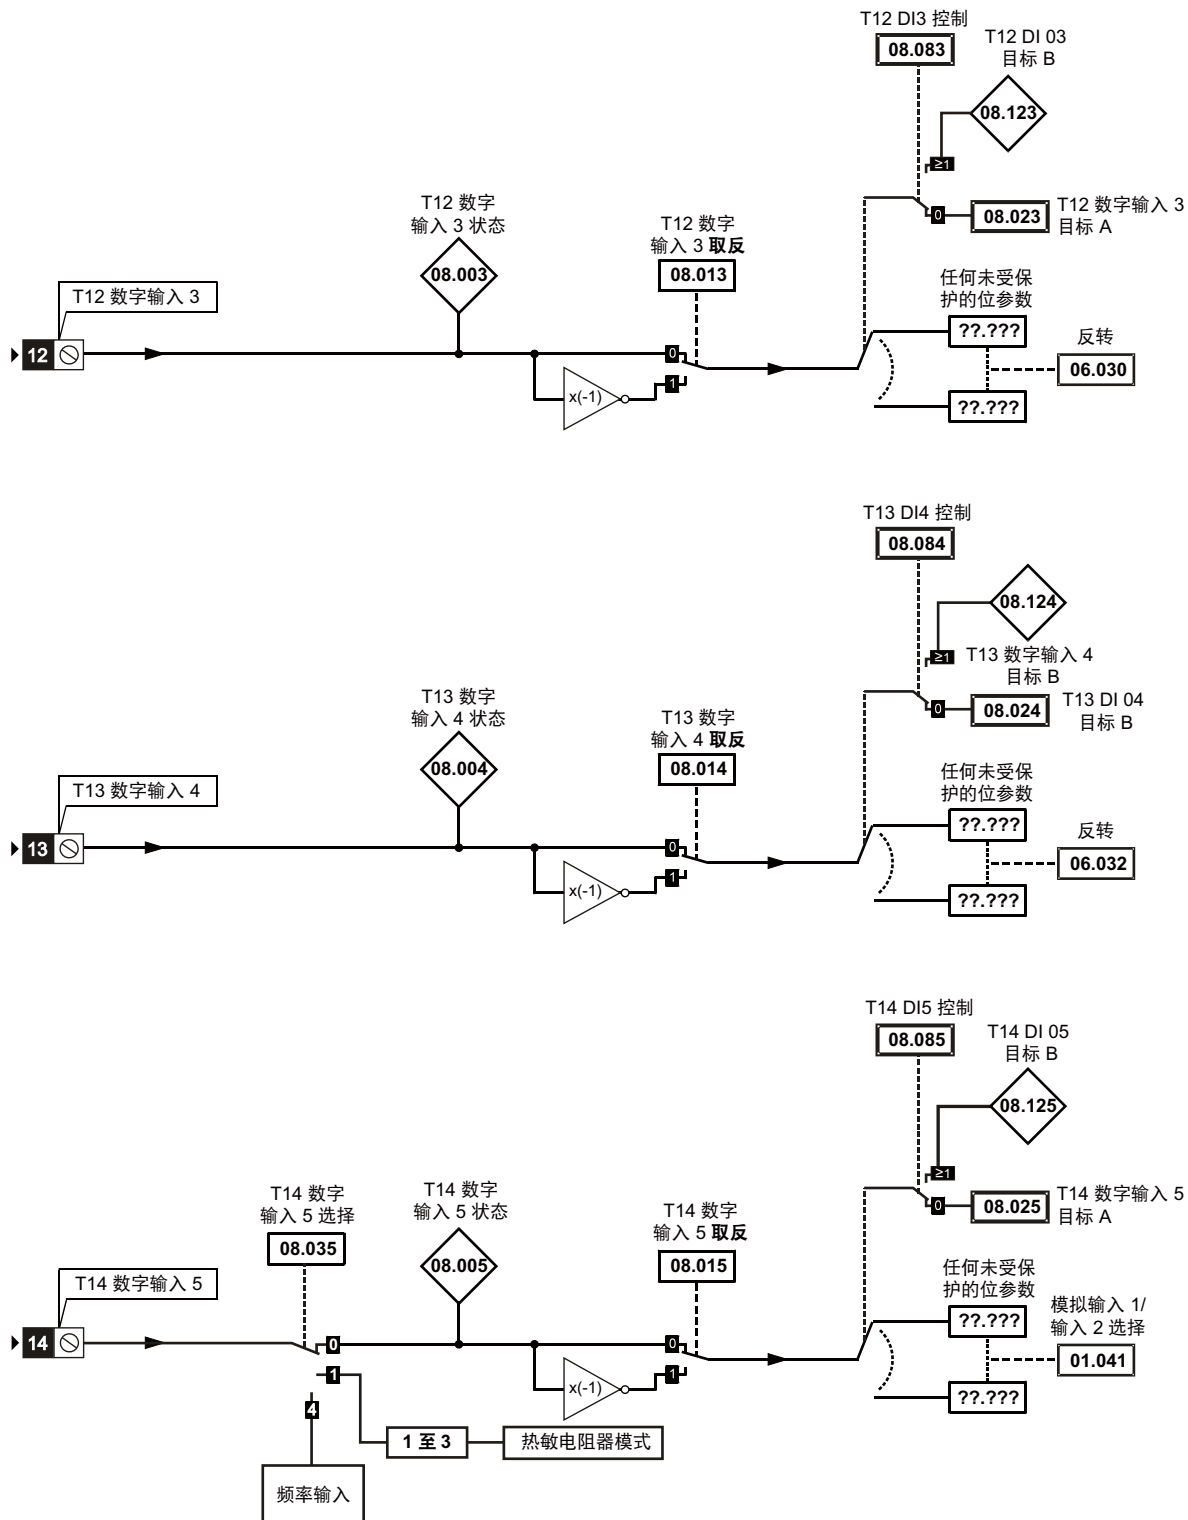 T12 DI3 控制
08.083
T12 DI 03
目标 B
08.123
≥1
T12 数字
输入 3 状态
08.003
T12 数字
输入 3 取反
08.013
0
08.023
T12 数字输入 3
目标 A
T12 数字输入 3
12
0
1
x(-1)
任何未受保
护的位参数
??.???
??.???
反转
06.030
T13 DI4 控制
08.084
08.124
≥1
T13 数字输入 4
目标 B
T13 数字
输入 4 状态
08.004
T13 数字
输入 4 取反
08.014
0
08.024
T13 DI 04
目标 B
T13 数字输入 4
13
0
1
x(-1)
任何未受保
护的位参数
??.???
??.???
反转
06.032
T14 DI5 控制
08.085
T14 DI 05
目标 B
08.125
≥1
T14 数字
输入 5 选择
08.035
T14 数字
输入 5 状态
08.005
T14 数字
输入 5 取反
08.015
0
08.025
T14 数字输入 5
目标 A
T14 数字输入 5
14
0
1
4
0
1
x(-1)
任何未受保
护的位参数
??.???
??.???
模拟输入 1/
输入 2 选择
01.041
1 至 3
热敏电阻器模式
频率输入